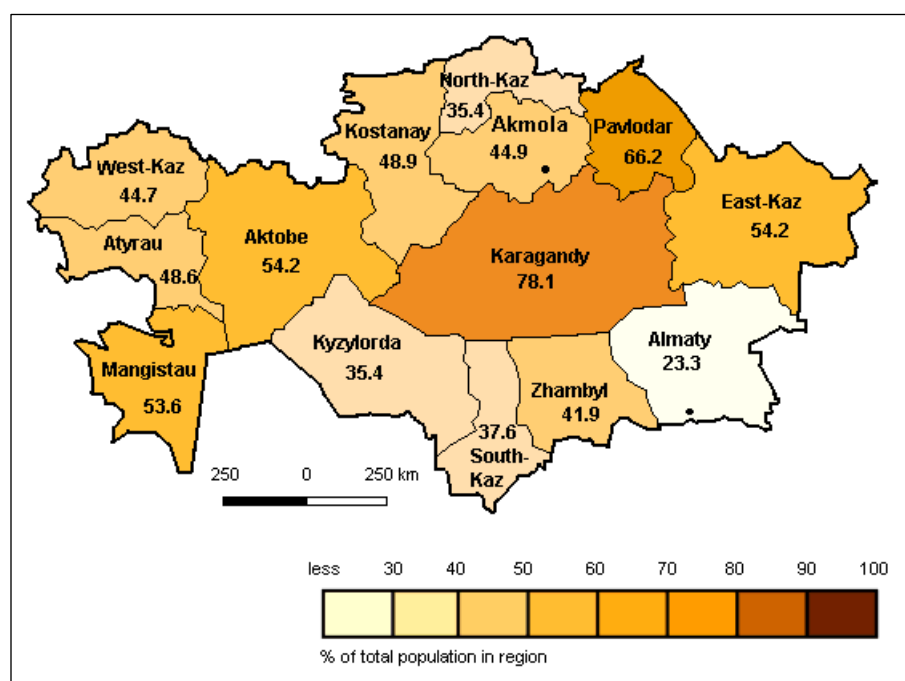 North-Kaz
35.4
Kostanay
48.9
Akmola
44.9
Pavlodar
66.2
West-Kaz
44.7
East-Kaz
54.2
Atyrau
48.6
Aktobe
54.2
Karagandy
78.1
Mangistau
53.6
Kyzylorda
35.4
Almaty
23.3
Zhambyl
41.9
37.6
South-
Kaz
250 0 250 km
less 30 40 50 60 70 80 90 100
% of total population in region